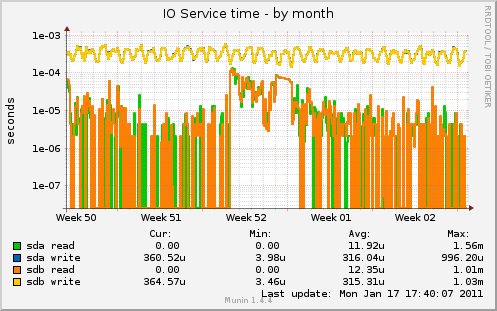 IO Service time - by month
RRDTOOL / TOBI OETIKER
seconds
1e-03
1e-04
1e-05
1e-06
1e-07
Week 50 Week 51 Week 52 Week 01 Week 02
Cur: Min: Avg: Max:
sda read 0.00 0.00 11.92u 1.56m
sda write 360.52u 3.98u 316.04u 996.20u
sdb read 0.00 0.00 12.35u 1.01m
sdb write 364.57u 3.46u 315.31u 1.03m
Last update: Mon Jan 17 17:40:07 2011
Munin 1.4.4